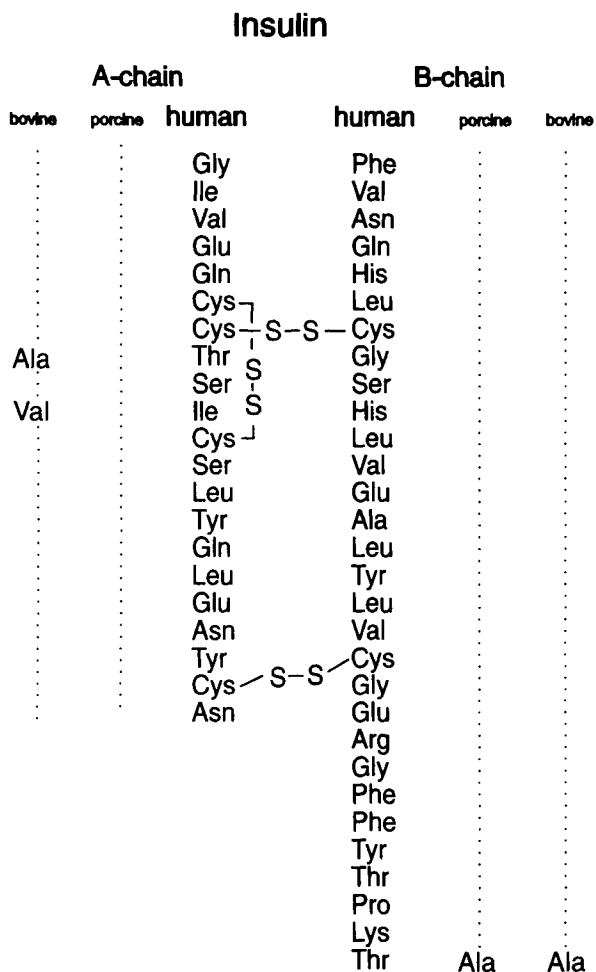 Insulin
A-chain B-chain
bovine porcine human human porcine bovine
Gly Phe
Ile Val
Val Asn
Glu Gln
Gln His
Cys Leu
Cys S-S Cys
Ala Thr S Gly
Ser S Ser
Val Ile His
Cys Leu
Ser Val
Leu Glu
Tyr Ala
Gln Leu
Leu Tyr
Glu Leu
Asn Val
Tyr Cys
Cys S-S Gly
Asn Glu
Arg
Gly
Phe
Phe
Tyr
Thr
Pro
Lys
Thr Ala Ala